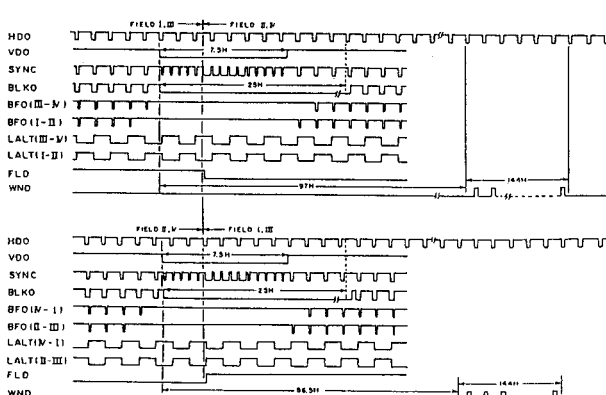 FIELD I,III FIELD II,IV
HDO
VDO 7.5H
SYNC
BLKO 25H
BFO(III-IV)
BFO(I-II)
LALT(III-IV)
LALT(I-II)
FLD
97H 144H
WND
FIELD II,IV FIELD I,III
HDO
VDO 7.5H
SYNC
BLKO 25H
BFO(IV-I)
BFO(II-III)
LALT(IV-I)
LALT(II-III)
FLD
96.5H 144H
WND